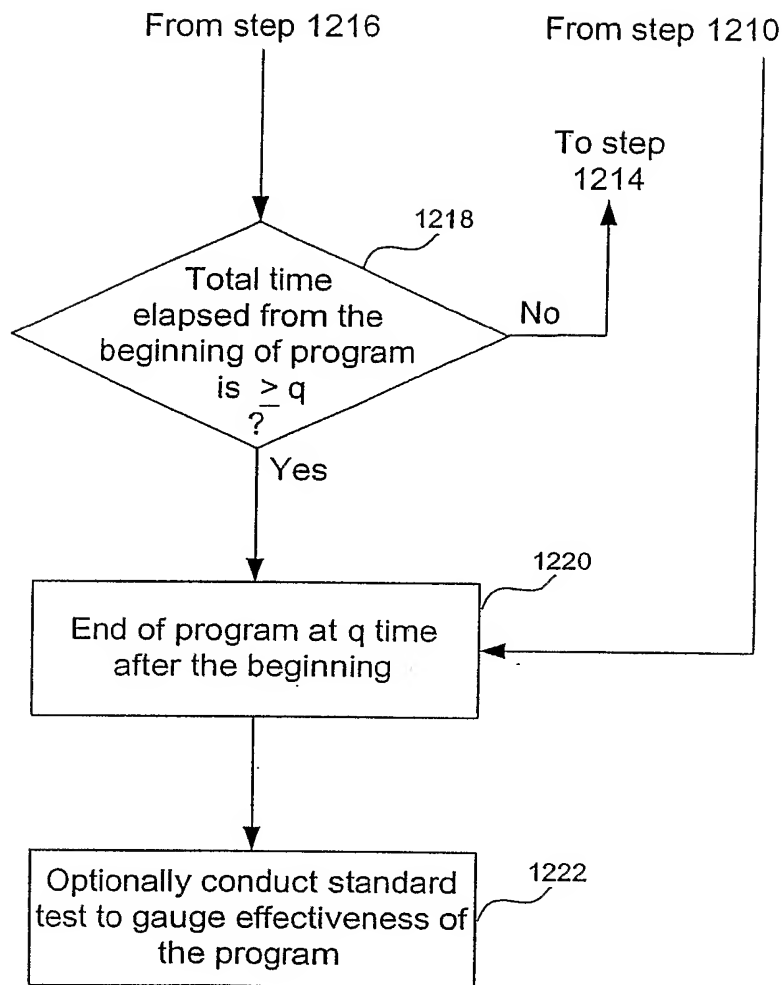 From step 1216
From step 1210
To step
1214
1218
Total time
elapsed from the
beginning of program
is ≥ q
?
No
Yes
1220
End of program at q time
after the beginning
1222
Optionally conduct standard
test to gauge effectiveness of
the program